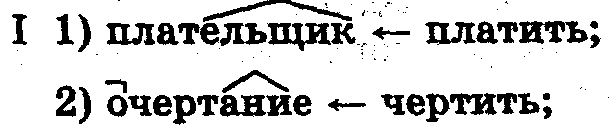 I 1) плательщик ← платить;
2) очертание ← чертить;